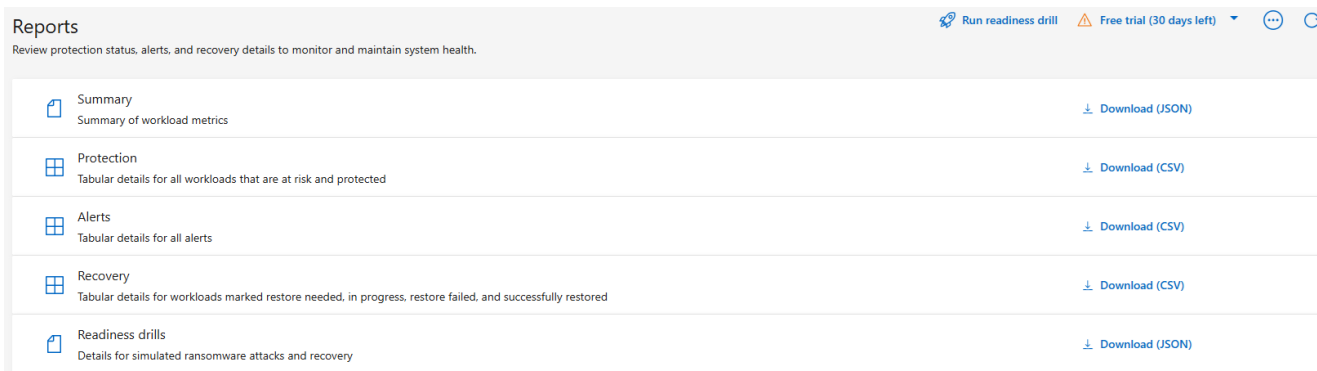 Reports
Run readiness drill
Free trial (30 days left)
Review protection status, alerts, and recovery details to monitor and maintain system health.
Summary
Summary of workload metrics
Download (JSON)
Protection
Tabular details for all workloads that are at risk and protected
Download (CSV)
Alerts
Tabular details for all alerts
Download (CSV)
Recovery
Tabular details for workloads marked restore needed, in progress, restore failed, and successfully restored
Download (CSV)
Readiness drills
Details for simulated ransomware attacks and recovery
Download (JSON)